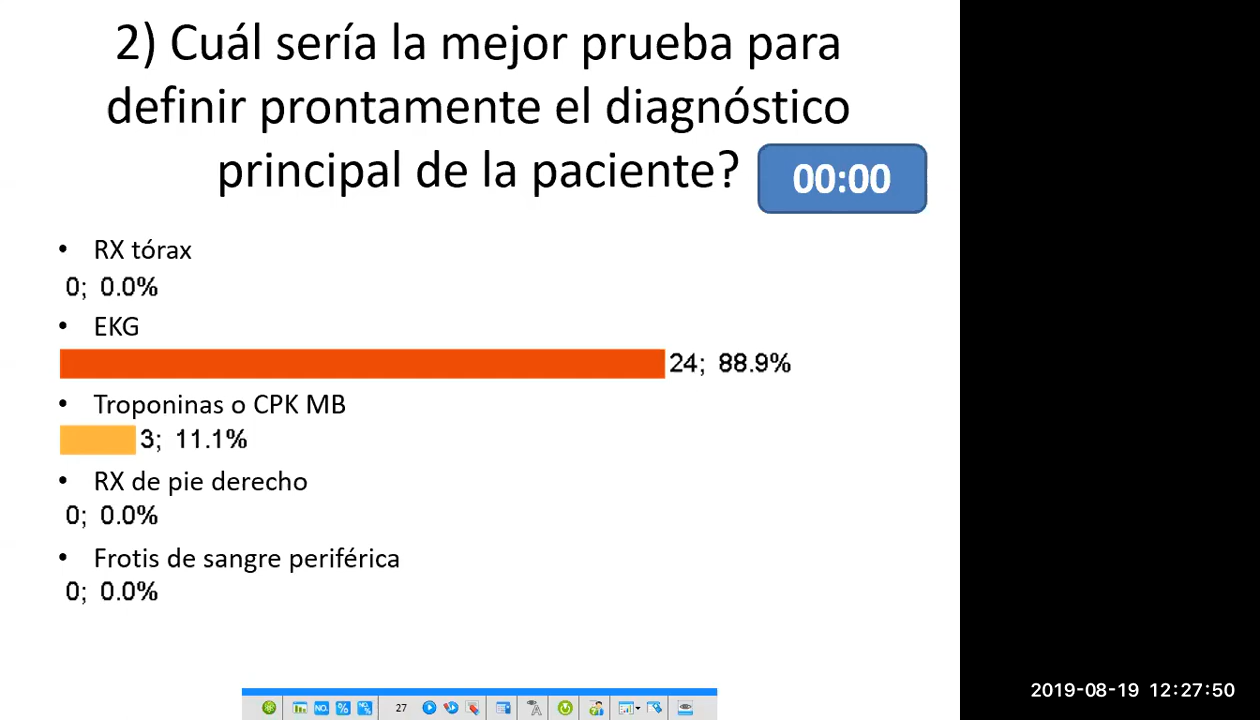 2) Cuál sería la mejor prueba para
definir prontamente el diagnóstico
principal de la paciente?
00:00
• RX tórax
0; 0.0%
• EKG
24; 88.9%
• Troponinas o CPK MB
3; 11.1%
• RX de pie derecho
0; 0.0%
• Frotis de sangre periférica
0; 0.0%
NO. % 27
2019-08-19 12:27:50